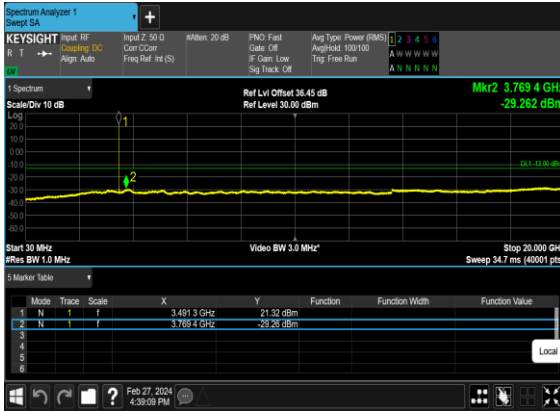 Spectrum Analyzer 1
Swept SA
+
KEYSIGHT Input: RF Input Z: 50 Ω #Atten: 20 dB PNO: Fast Avg Type: Power (RMS) 1 2 3 4 5 6
R T Coupling: DC Corr CCorr Gate: Off Avg|Hold: 100/100 A W W W W W
Align: Auto Freq Ref: Int (S) IF Gain: Low Trig: Free Run
Sig Track: Off A N N N N N
1 Spectrum Ref Lvl Offset 36.45 dB Mkr2 3.769 4 GHz
Scale/Div 10 dB Ref Level 30.00 dBm -29.262 dBm
Log
20.0
10.0
0.00
-10.0
-20.0
-30.0
-40.0
-50.0
-60.0
1
2
DL1 -13.00 dBm
Start 30 MHz Video BW 3.0 MHz* Stop 20.000 GHz
#Res BW 1.0 MHz Sweep 34.7 ms (40001 pts)
5 Marker Table
Mode Trace Scale X Y Function Function Width Function Value
1 N 1 f 3.491 3 GHz 21.32 dBm
2 N 1 f 3.769 4 GHz -29.26 dBm
3
4
5
6
Local
? Feb 27, 2024
4:39:09 PM